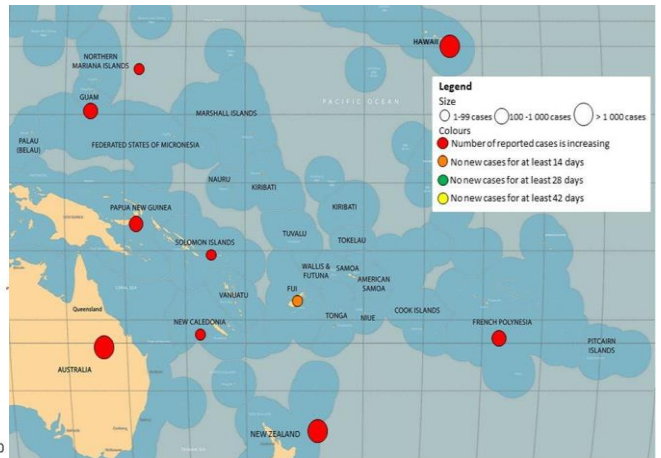 HAWAII
NORTHERN
MARIANA ISLANDS
GUAM
PACIFIC OCEAN
MARSHALL ISLANDS
PALAU
(BELAU)
FEDERATED STATES OF MICRONESIA
NAURU
KIRIBATI
PAPUA NEW GUINEA
KIRIBATI
SOLOMON ISLANDS
TUVALU
TOKELAU
WALLIS &
FUTUNA
SAMOA
FIJI
AMERICAN
SAMOA
VANUATU
Queensland
NEW CALEDONIA
TONGA
NIUE
COOK ISLANDS
FRENCH POLYNESIA
PITCAIRN
ISLANDS
AUSTRALIA
NEW ZEALAND
Legend
Size
1-99 cases 100 -1 000 cases > 1 000 cases
Colours
Number of reported cases is increasing
No new cases for at least 14 days
No new cases for at least 28 days
No new cases for at least 42 days